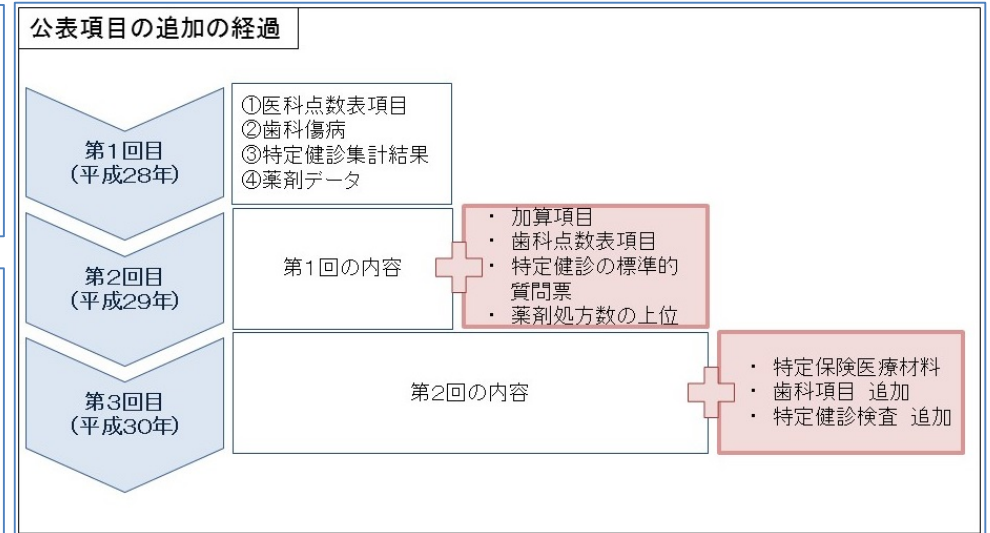 公表項目の追加の経過
第1回目
(平成28年)
①医科点数表項目
②歯科傷病
③特定健診集計結果
④薬剤データ
第2回目
(平成29年)
第1回の内容
・ 加算項目
・ 歯科点数表項目
・ 特定健診の標準的
質問票
・ 薬剤処方数の上位
第3回目
(平成30年)
第2回の内容
・ 特定保険医療材料
・ 歯科項目 追加
・ 特定健診検査 追加